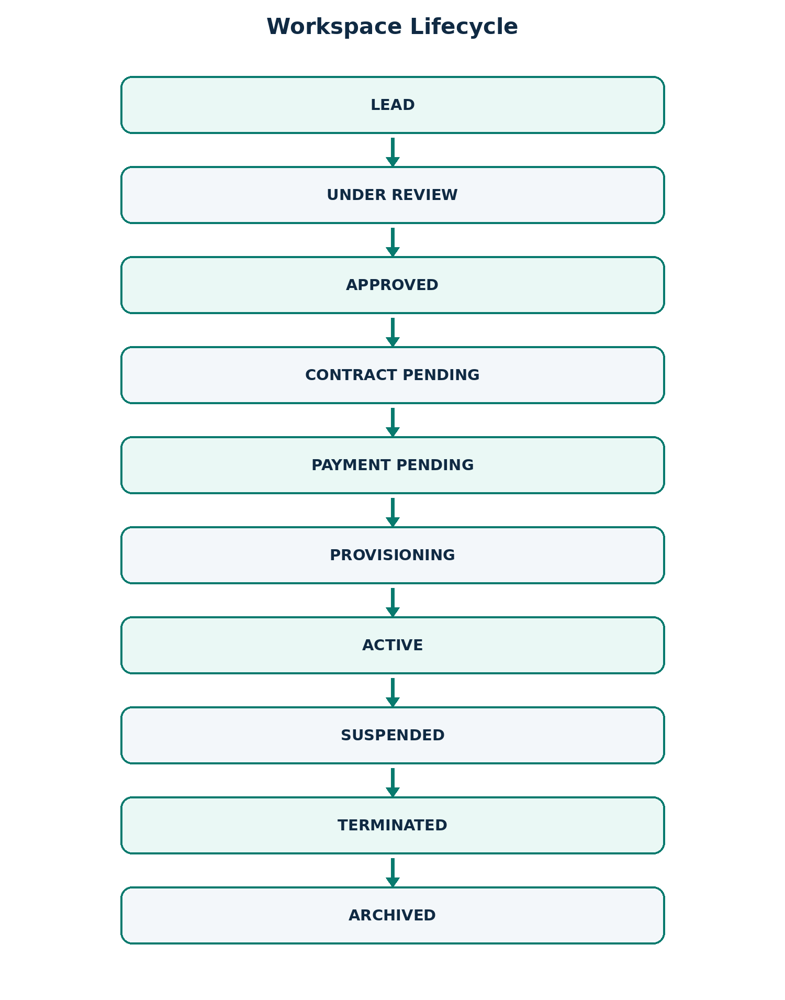 Workspace Lifecycle
LEAD
UNDER REVIEW
APPROVED
CONTRACT PENDING
PAYMENT PENDING
PROVISIONING
ACTIVE
SUSPENDED
TERMINATED
ARCHIVED